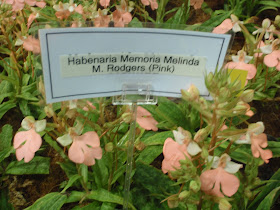 Habenaria Memoria Melinda
M. Rodgers (Pink)